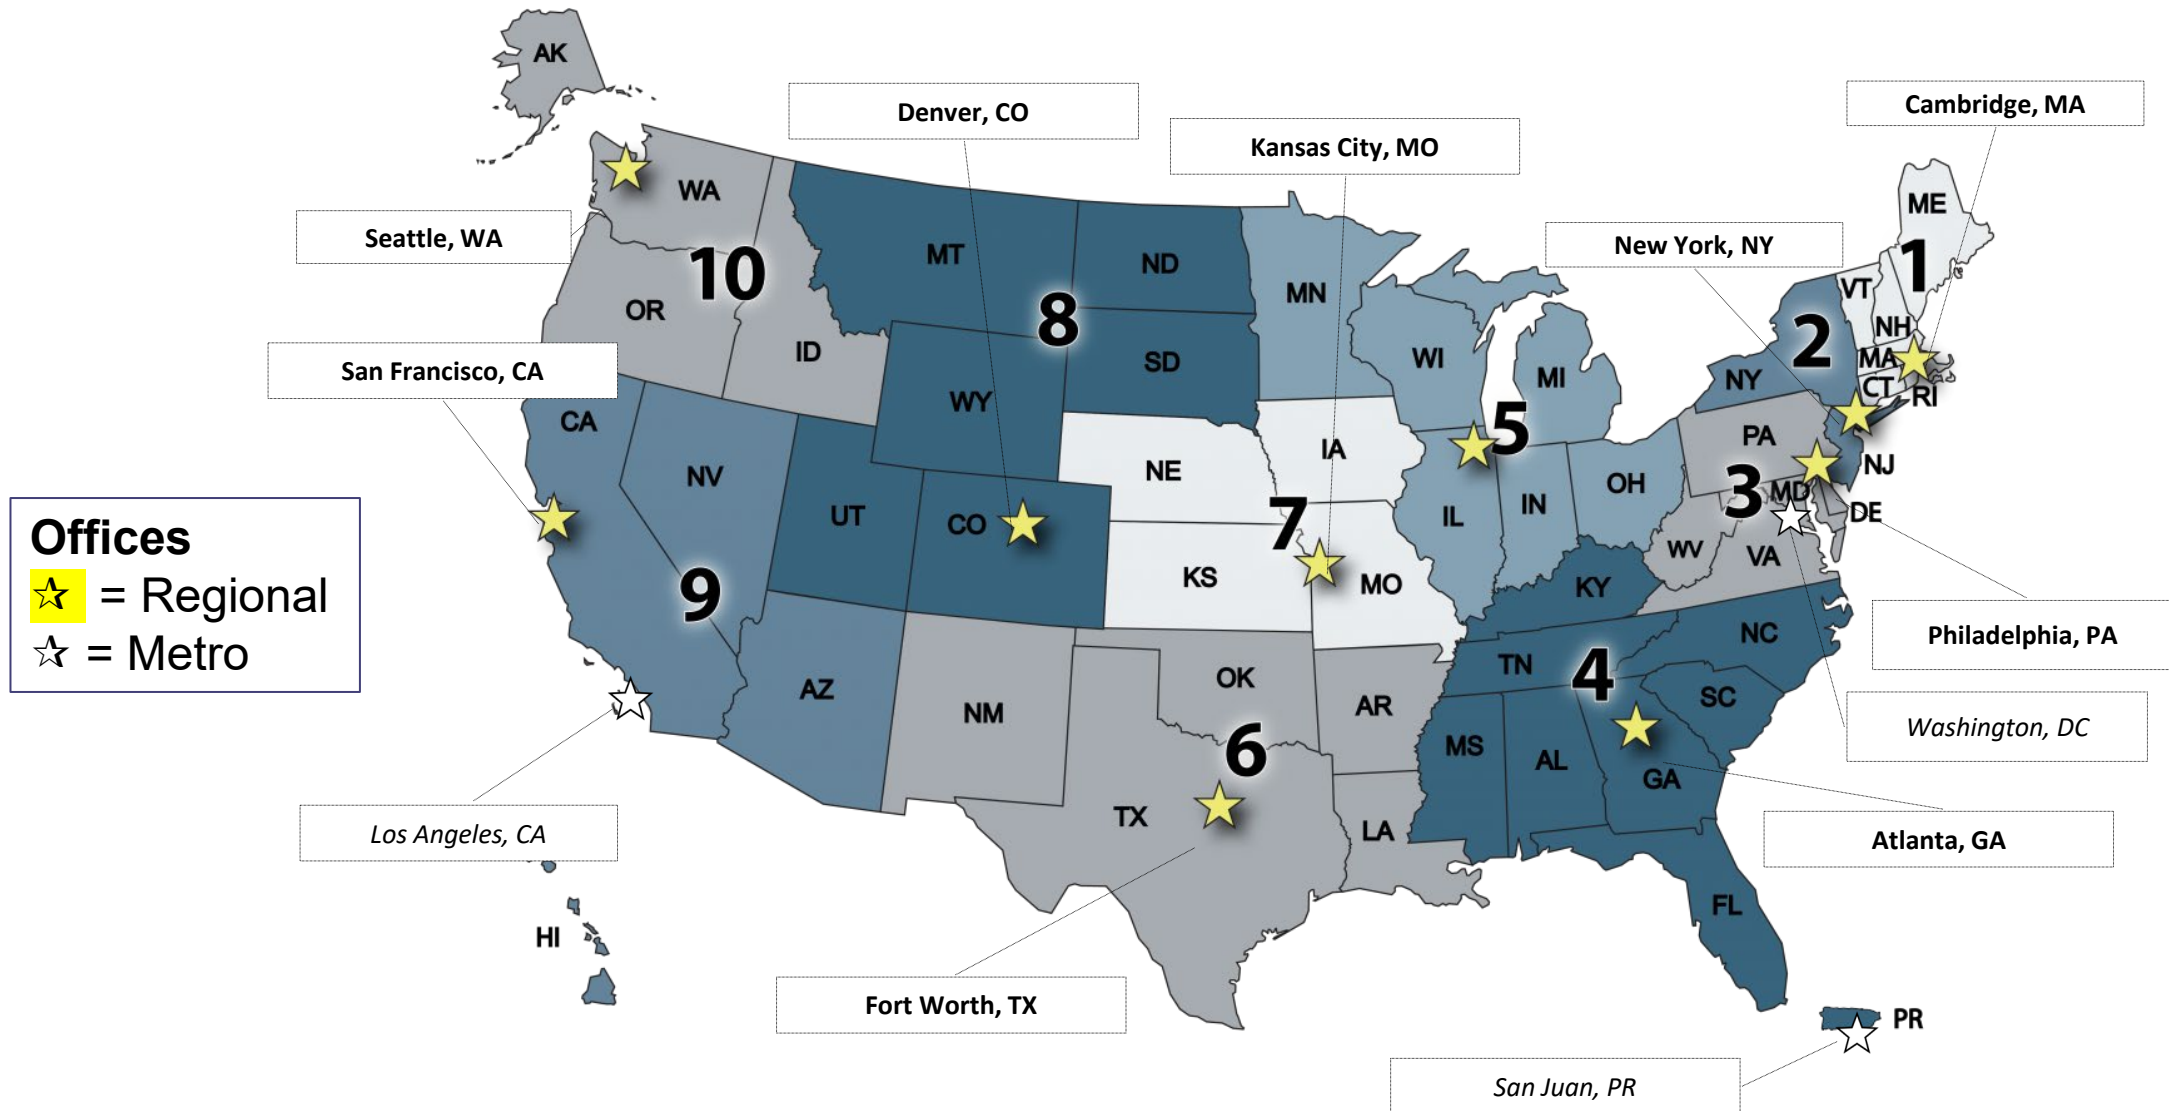 AK
Denver, CO
Cambridge, MA
Kansas City, MO
WA
ME
Seattle, WA
New York, NY
MT
ND
1
10
MN
VT
OR
8
NH
2
ID
WI
MA
San Francisco, CA
SD
MI
NY
CT
RI
WY
CA
5
PA
IA
NE
NJ
NV
OH
3
MD
UT
CO
IL
IN
DE
7
Offices
= Regional
= Metro
WV
VA
KS
MO
KY
9
NC
Philadelphia, PA
TN
4
OK
AZ
SC
NM
AR
Washington, DC
MS
6
AL
GA
TX
LA
Los Angeles, CA
Atlanta, GA
FL
HI
Fort Worth, TX
PR
San Juan, PR